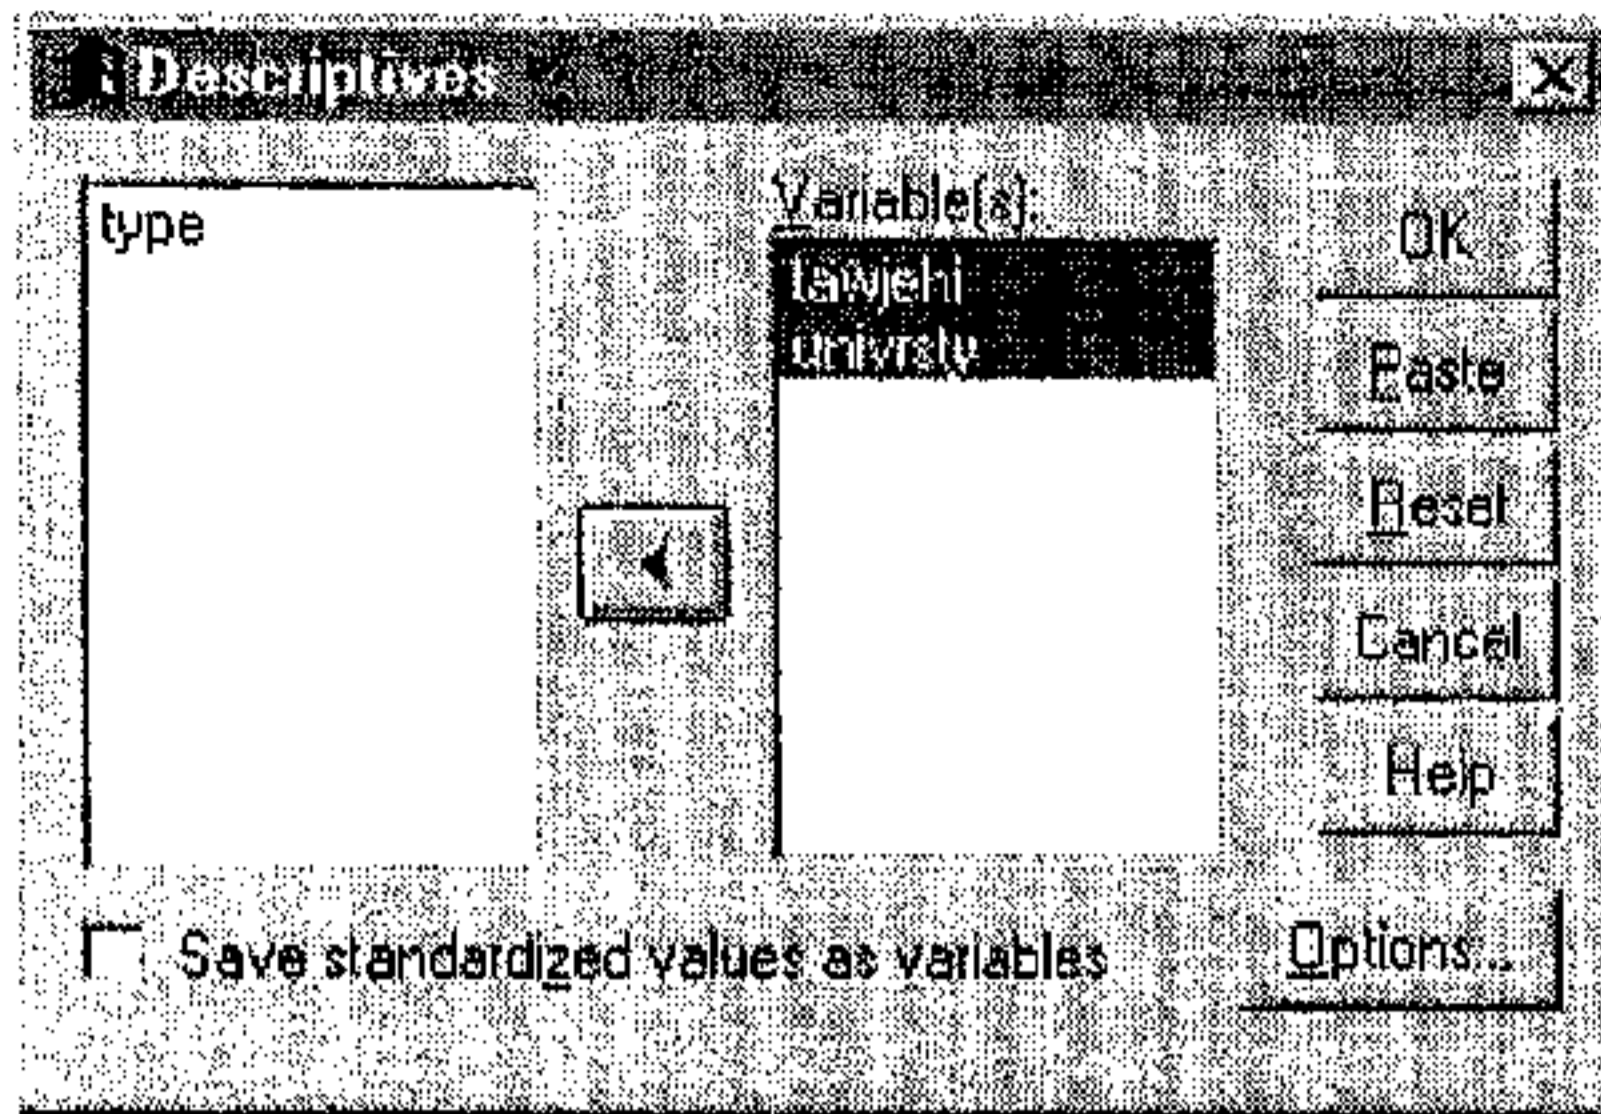 Descriptives
type
Variable(s):
tawjehi
univrsty
OK
Paste
Reset
Cancel
Help
Save standardized values as variables
Options...